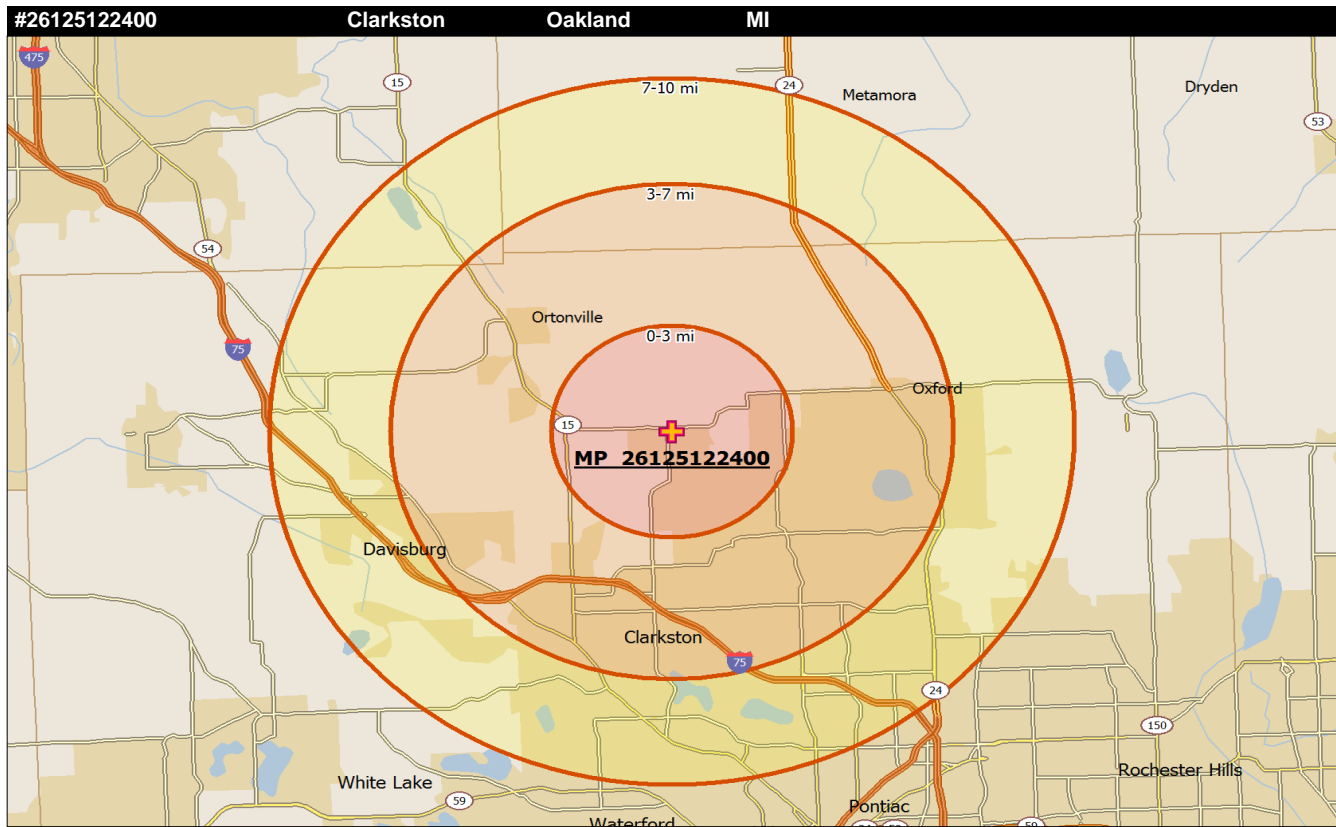 #26125122400 Clarkston Oakland MI
475
15
7-10 mi
24
Metamora
Dryden
53
3-7 mi
54
Ortonville
0-3 mi
75
Oxford
15
MP 26125122400
Davisburg
Clarkston
75
24
150
White Lake
59
Rochester Hills
Pontiac
Waterford
59